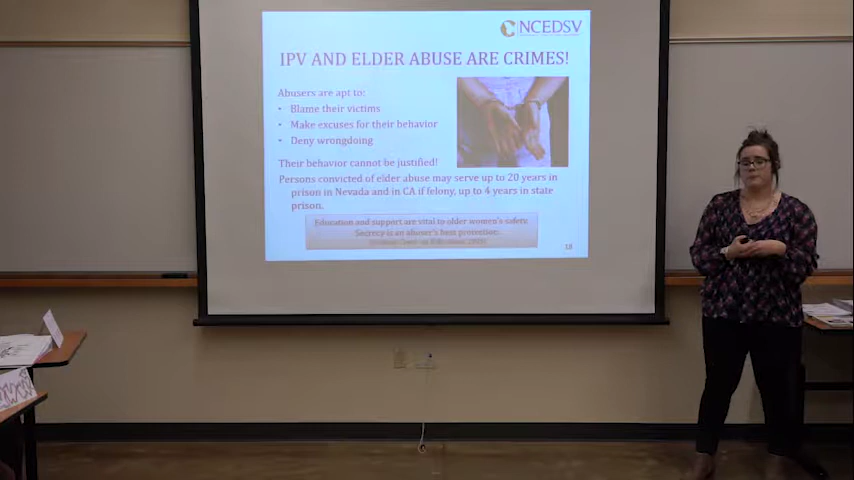 NCEDSV
IPV AND ELDER ABUSE ARE CRIMES!
Abusers are apt to:
• Blame their victims
• Make excuses for their behavior
• Deny wrongdoing
Their behavior cannot be justified!
Persons convicted of elder abuse may serve up to 20 years in
prison in Nevada and in CA if felony, up to 4 years in state
prison.
Education and support are vital to older women's safety.
Secrecy is an abuser's best protection.
18